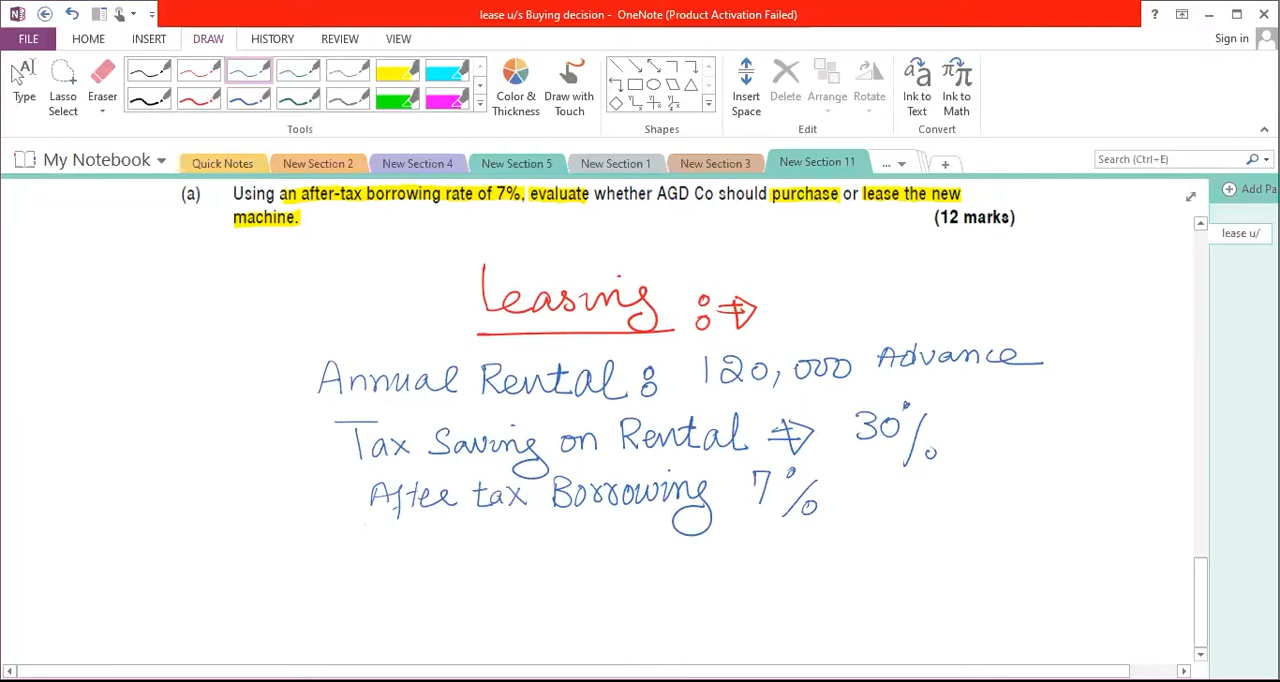 lease u/s Buying decision - OneNote (Product Activation Failed)
FILE HOME INSERT DRAW HISTORY REVIEW VIEW Sign in
Type Lasso Select Eraser Color & Thickness Draw with Touch Insert Space Delete Arrange Rotate Ink to Text Ink to Math
Tools Shapes Edit Convert
My Notebook Quick Notes New Section 2 New Section 4 New Section 5 New Section 1 New Section 3 New Section 11 ... Search (Ctrl+E)
(a) Using an after-tax borrowing rate of 7%, evaluate whether AGD Co should purchase or lease the new
machine. (12 marks)
Add Pa
lease u/
Leasing :⇒
Annual Rental : 120,000 Advance
Tax Saving on Rental ⇒ 30%
After tax Borrowing 7%